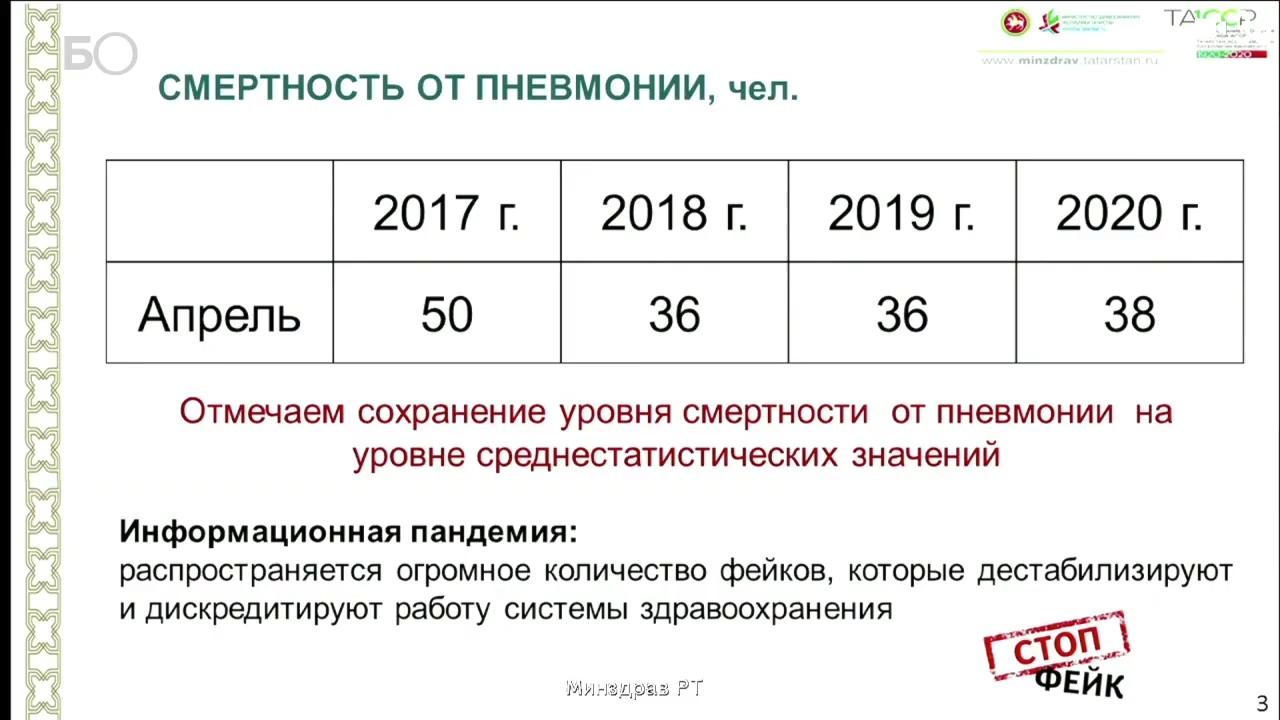 БО
www.minzdrav.tatarstan.ru
1920-2020
СМЕРТНОСТЬ ОТ ПНЕВМОНИИ, чел.
2017 г. 2018 г. 2019 г. 2020 г.
Апрель 50 36 36 38
Отмечаем сохранение уровня смертности от пневмонии на
уровне среднестатистических значений
Информационная пандемия:
распространяется огромное количество фейков, которые дестабилизируют
и дискредитируют работу системы здравоохранения
СТОП
ФЕЙК
Минздрав РТ
3